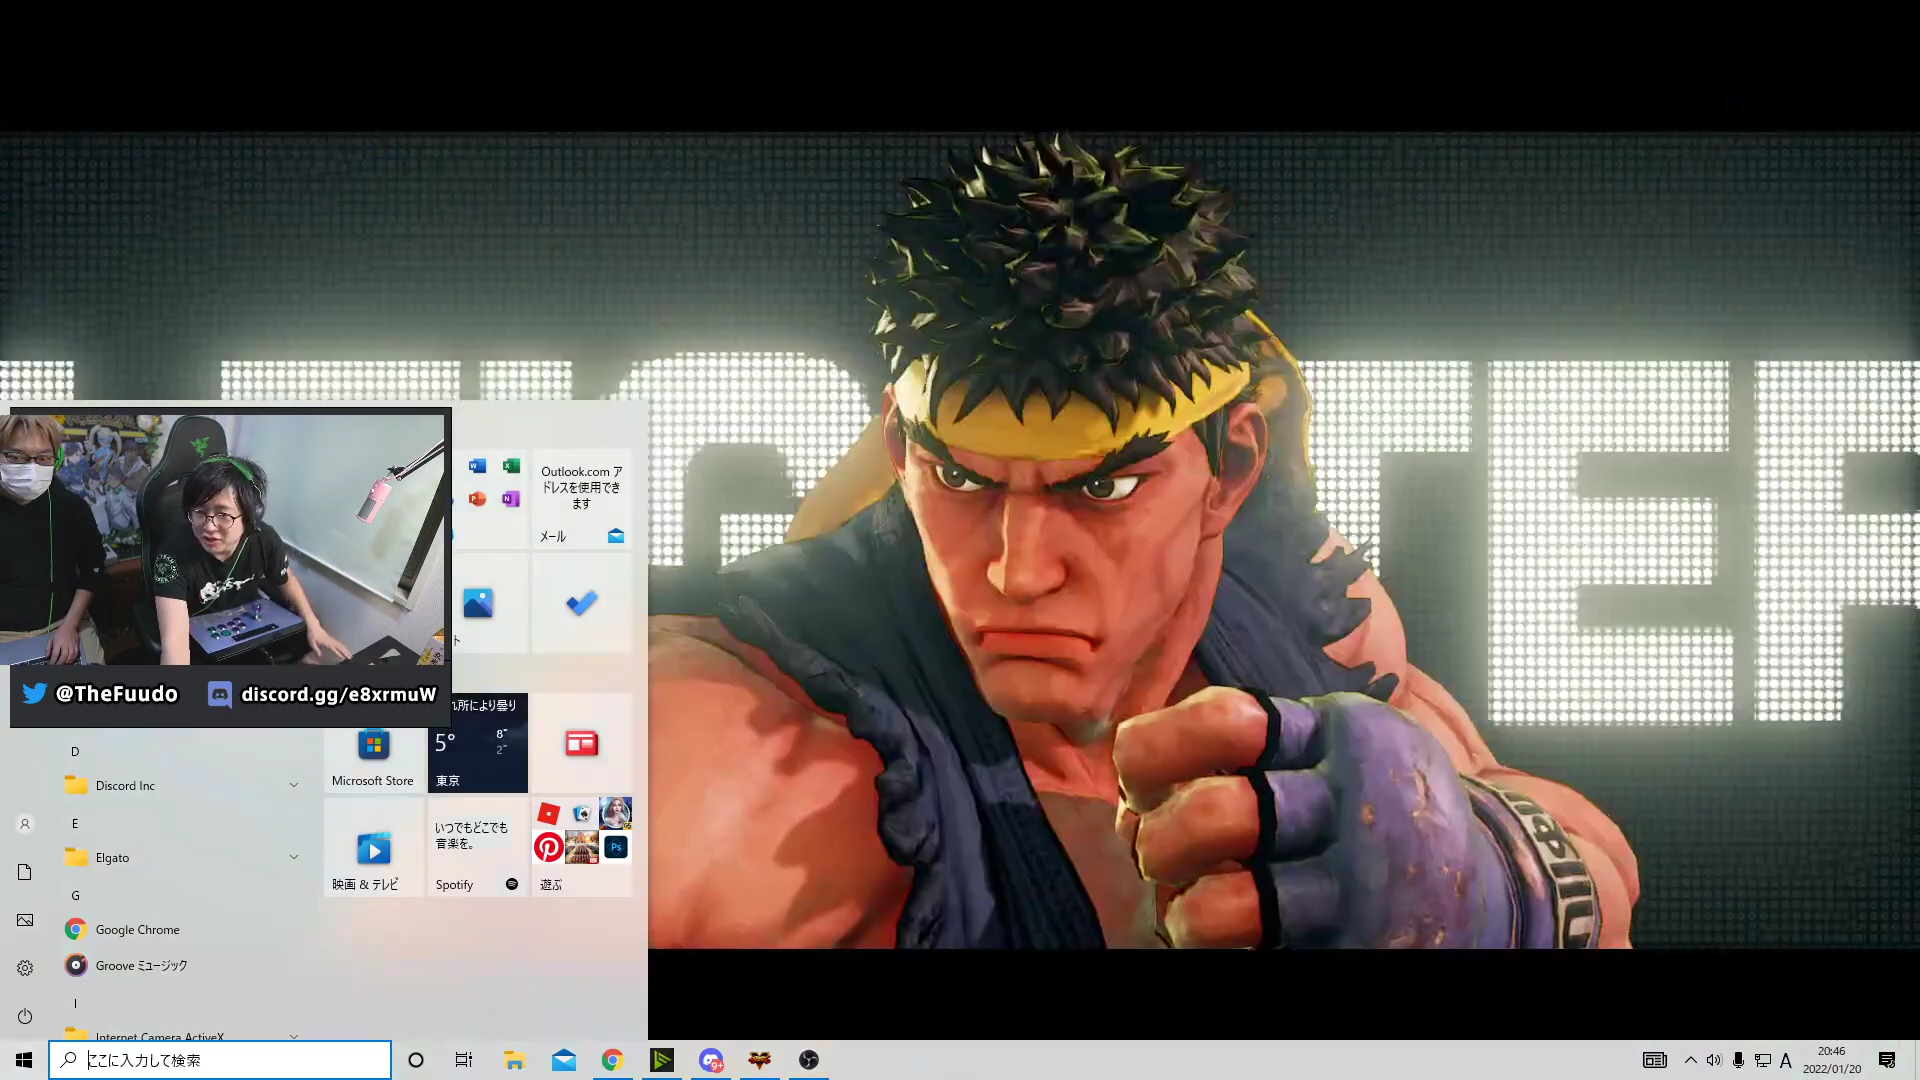 Outlook.com ア
ドレスを使用でき
ます
メール
ト
@TheFuudo
discord.gg/e8xrmuW
所により曇り
5°
8°
2°
東京
Microsoft Store
D
Discord Inc
E
Elgato
G
Google Chrome
Groove ミュージック
I
Internet Camera ActiveX
映画 & テレビ
いつでもどこでも
音楽を。
Spotify
Ps
遊ぶ
ここに入力して検索
9+
A
20:46
2022/01/20